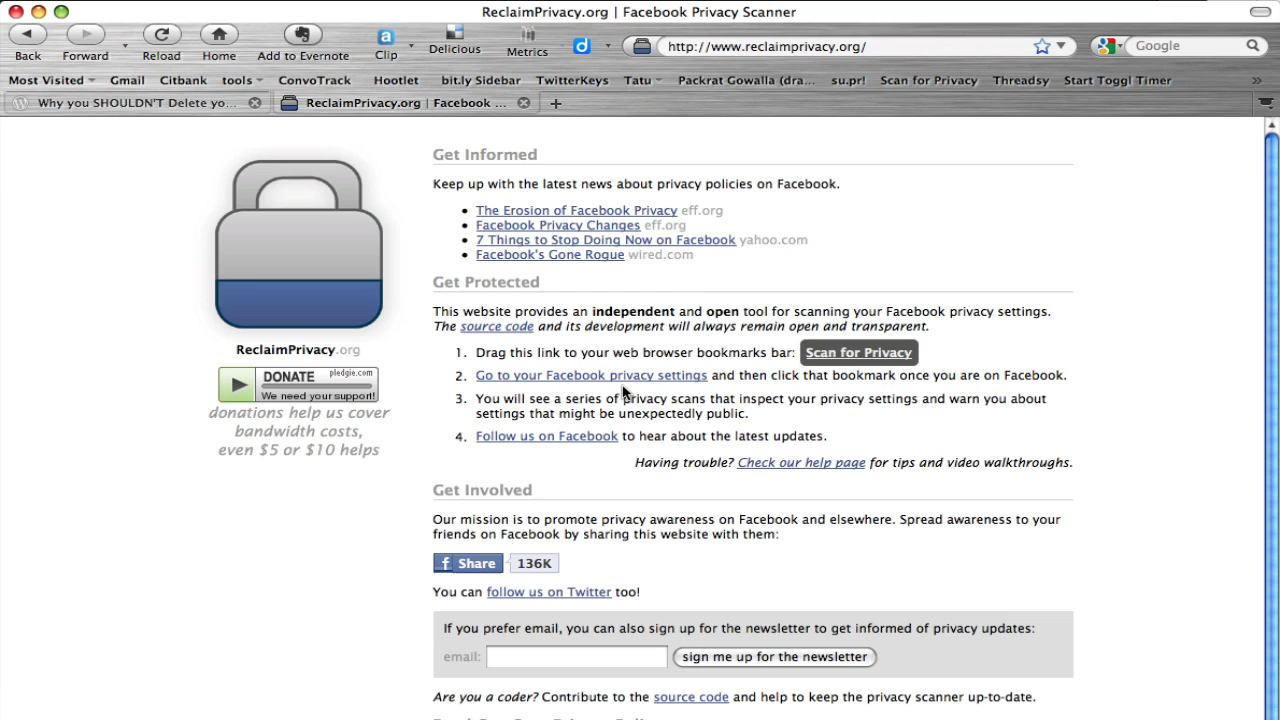 ReclaimPrivacy.org | Facebook Privacy Scanner
Back Forward Reload Home Add to Evernote Clip Delicious Metrics http://www.reclaimprivacy.org/ Google
Most Visited Gmail Citbank tools ConvoTrack Hootlet bit.ly Sidebar TwitterKeys Tatu Packrat Gowalla (dra... su.pr! Scan for Privacy Threadsy Start Toggl Timer »
Why you SHOULDN'T Delete yo... ReclaimPrivacy.org | Facebook ...
Get Informed
Keep up with the latest news about privacy policies on Facebook.
• The Erosion of Facebook Privacy eff.org
• Facebook Privacy Changes eff.org
• 7 Things to Stop Doing Now on Facebook yahoo.com
• Facebook's Gone Rogue wired.com
Get Protected
This website provides an independent and open tool for scanning your Facebook privacy settings.
The source code and its development will always remain open and transparent.
1. Drag this link to your web browser bookmarks bar: Scan for Privacy
2. Go to your Facebook privacy settings and then click that bookmark once you are on Facebook.
3. You will see a series of privacy scans that inspect your privacy settings and warn you about
settings that might be unexpectedly public.
4. Follow us on Facebook to hear about the latest updates.
Having trouble? Check our help page for tips and video walkthroughs.
ReclaimPrivacy.org
DONATE pledgie.com
We need your support!
donations help us cover
bandwidth costs,
even $5 or $10 helps
Get Involved
Our mission is to promote privacy awareness on Facebook and elsewhere. Spread awareness to your
friends on Facebook by sharing this website with them:
f Share 136K
You can follow us on Twitter too!
If you prefer email, you can also sign up for the newsletter to get informed of privacy updates:
email: sign me up for the newsletter
Are you a coder? Contribute to the source code and help to keep the privacy scanner up-to-date.